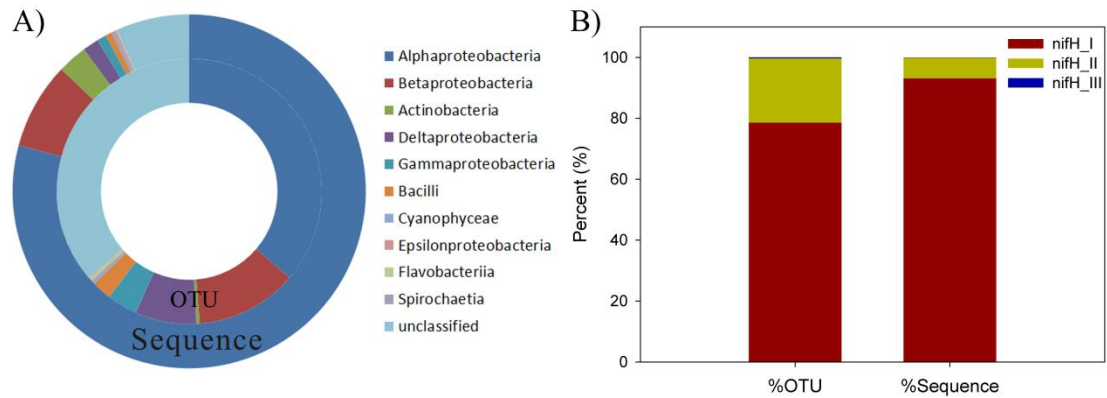 A)
OTU
Sequence
Alphaproteobacteria
Betaproteobacteria
Actinobacteria
Deltaproteobacteria
Gammaproteobacteria
Bacilli
Cyanophyceae
Epsilonproteobacteria
Flavobacteriia
Spirochaetia
unclassified
B)
Percent (%)
100
80
60
40
20
0
%OTU
%Sequence
nifH_I
nifH_II
nifH_III